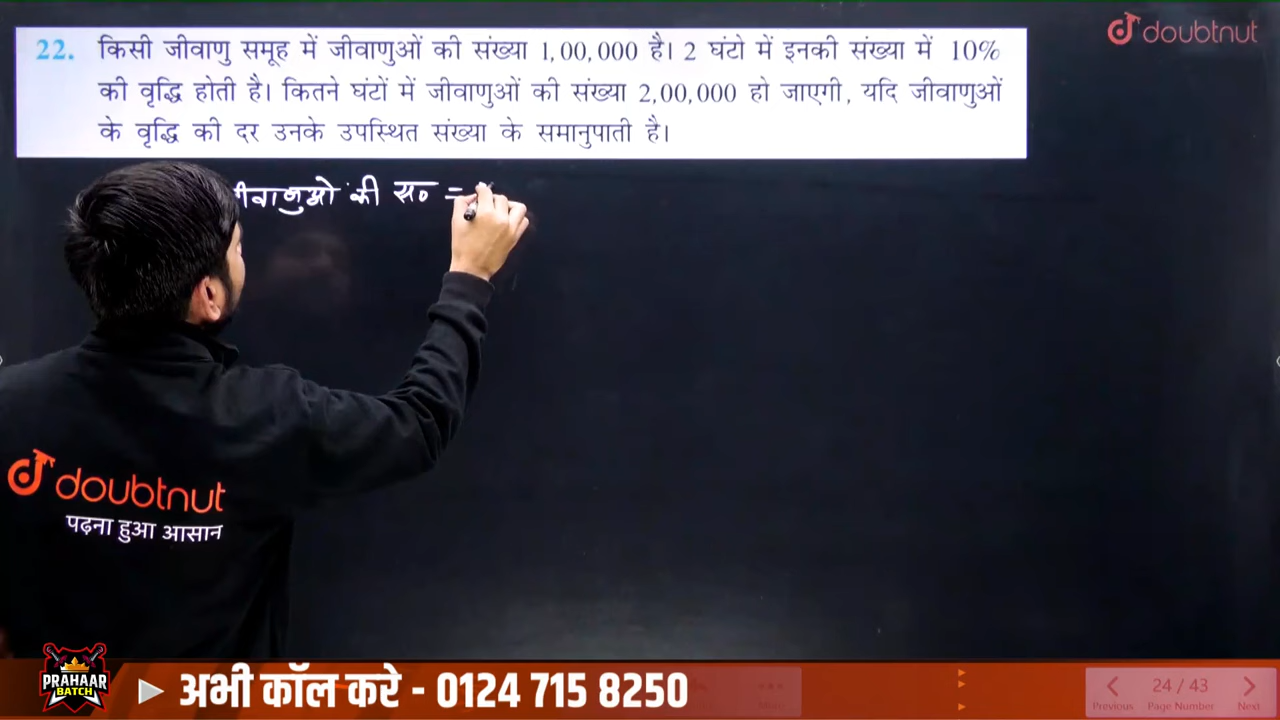 doubtnut
22. किसी जीवाणु समूह में जीवाणुओं की संख्या 1,00,000 है। 2 घंटो में इनकी संख्या में 10%
की वृद्धि होती है। कितने घंटों में जीवाणुओं की संख्या 2,00,000 हो जाएगी, यदि जीवाणुओं
के वृद्धि की दर उनके उपस्थित संख्या के समानुपाती है।
की सं० =
doubtnut
पढ़ना हुआ आसान
PRAHAAR
BATCH
अभी कॉल करे - 0124 715 8250
24 / 43
Previous Page Number Next